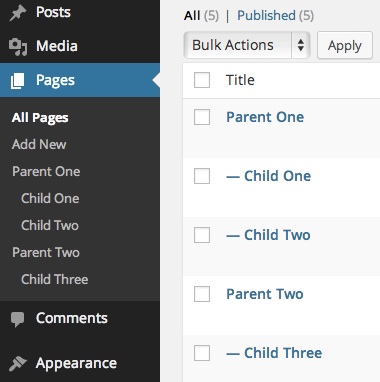 Posts
Media
Pages
All Pages
Add New
Parent One
Child One
Child Two
Parent Two
Child Three
Comments
Appearance
All (5) | Published (5)
Bulk Actions
Apply
Title
Parent One
— Child One
— Child Two
Parent Two
— Child Three